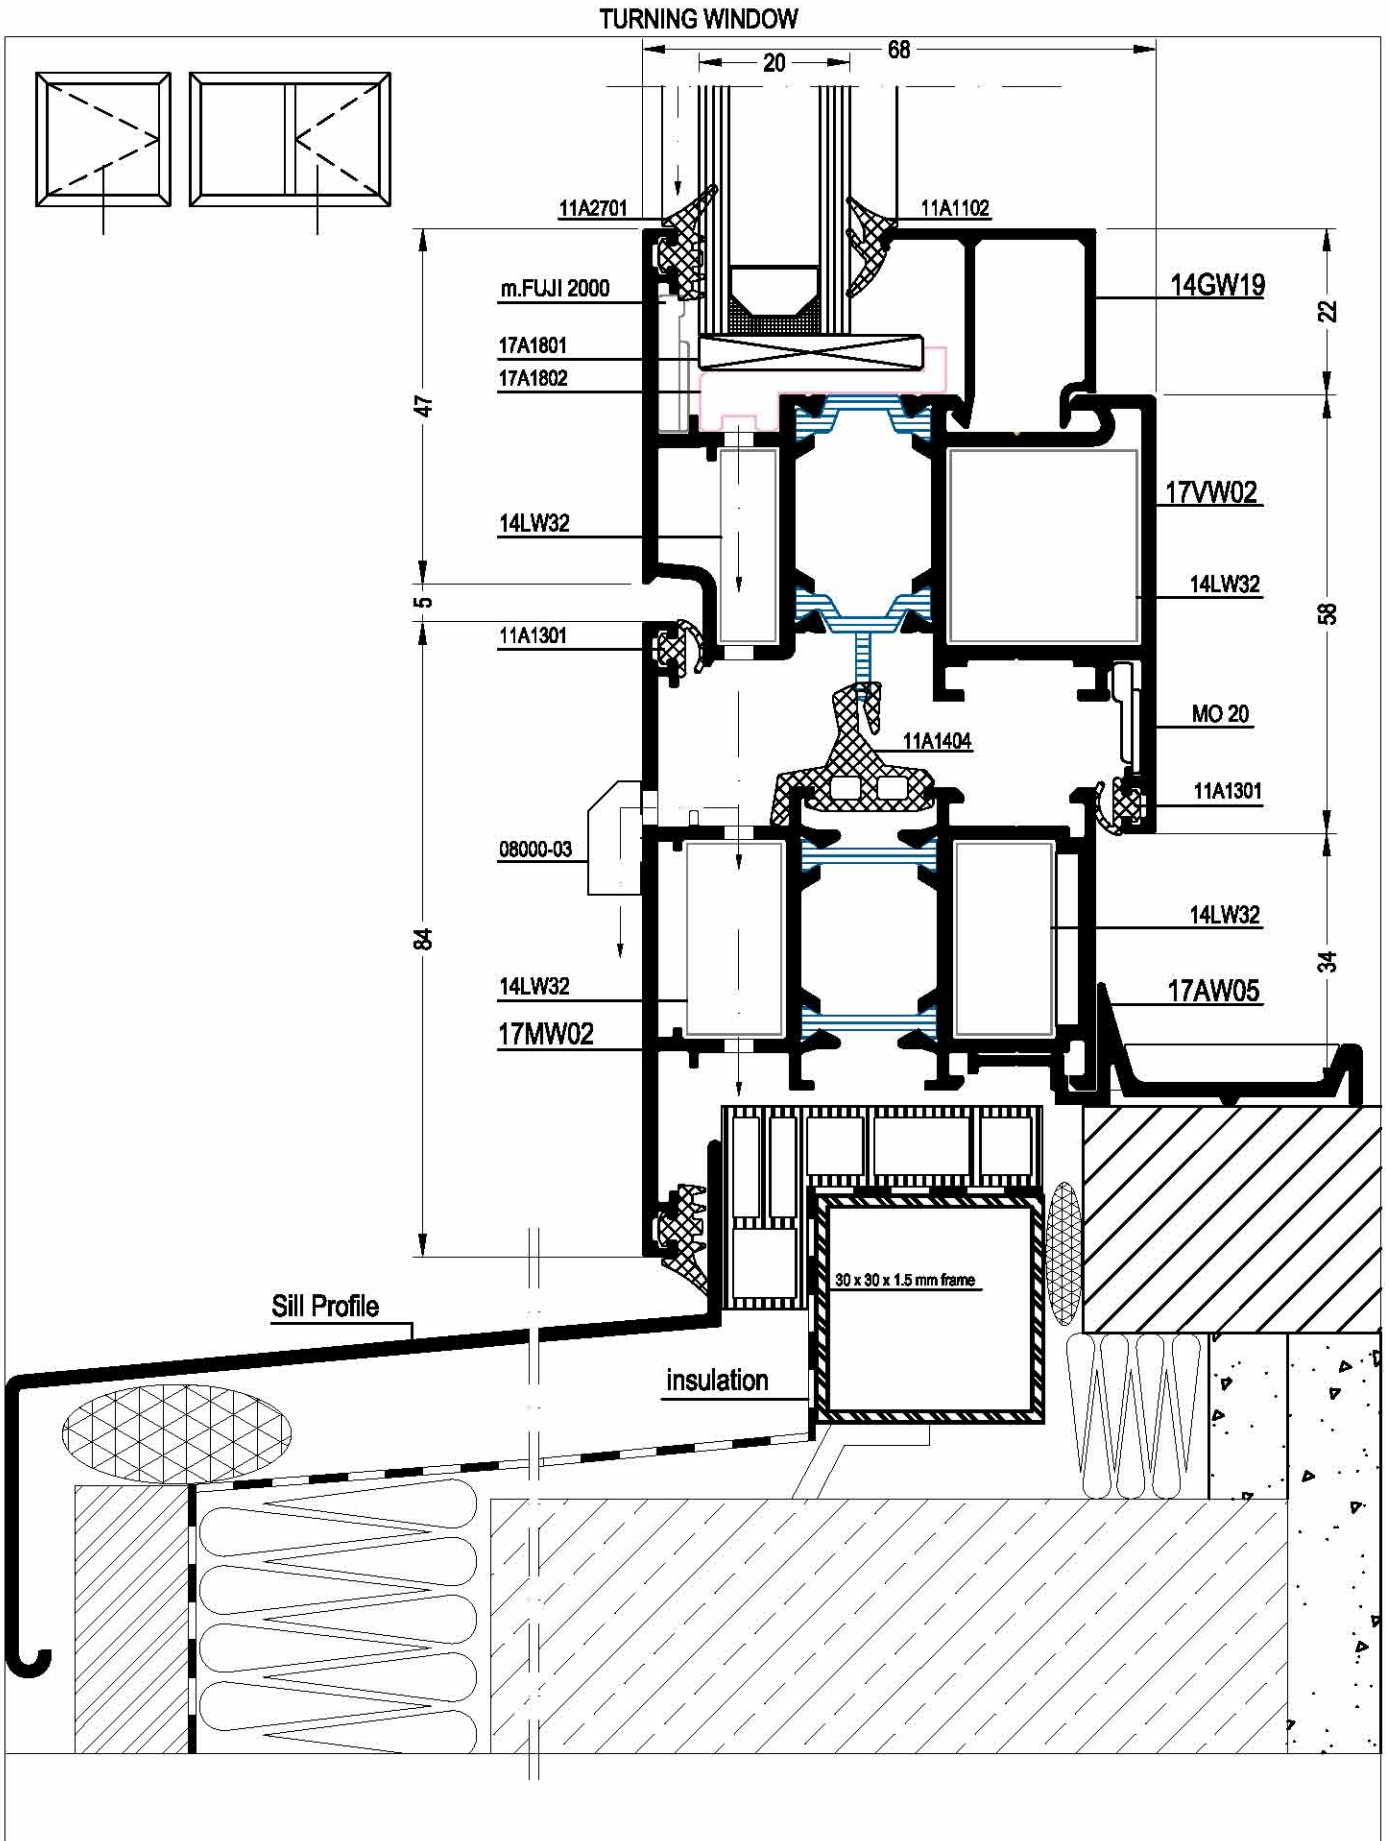 TURNING WINDOW
68
20
11A2701
11A1102
m.FUJI 2000
14GW19
22
17A1801
17A1802
47
17VW02
14LW32
14LW32
5
58
11A1301
MO 20
11A1404
11A1301
08000-03
84
14LW32
34
14LW32
17AW05
17MW02
30 x 30 x 1.5 mm frame
Sill Profile
insulation